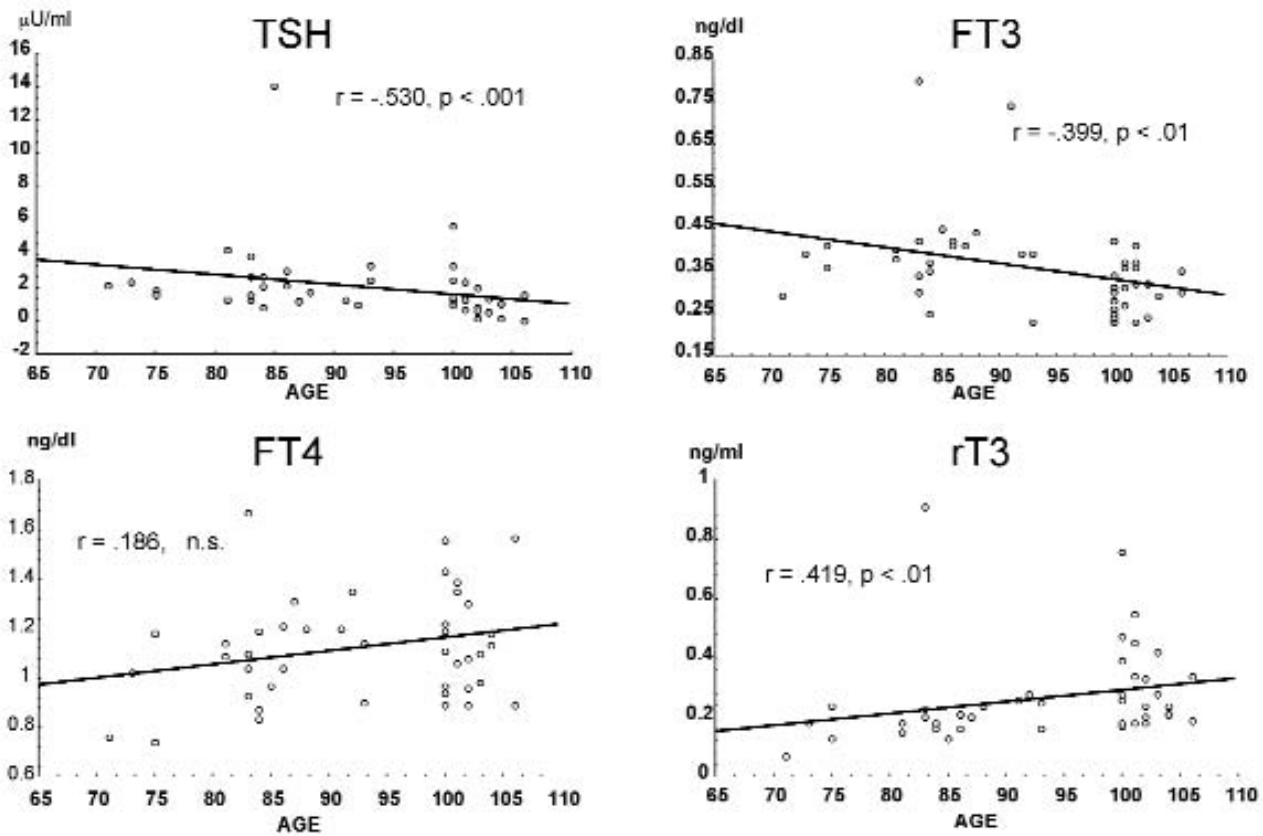 μU/ml
TSH
16
14
12
10
8
6
4
2
0
-2
r = -.530, p < .001
65 70 75 80 85 90 95 100 105 110
AGE
ng/dl
FT3
0.85
0.75
0.65
0.55
0.45
0.35
0.25
0.15
r = -.399, p < .01
65 70 75 80 85 90 95 100 105 110
AGE
ng/dl
FT4
1.8
1.6
1.4
1.2
1
0.8
0.6
r = .186, n.s.
65 70 75 80 85 90 95 100 105 110
AGE
ng/ml
rT3
1
0.8
0.6
0.4
0.2
0
r = .419, p < .01
65 70 75 80 85 90 95 100 105 110
AGE